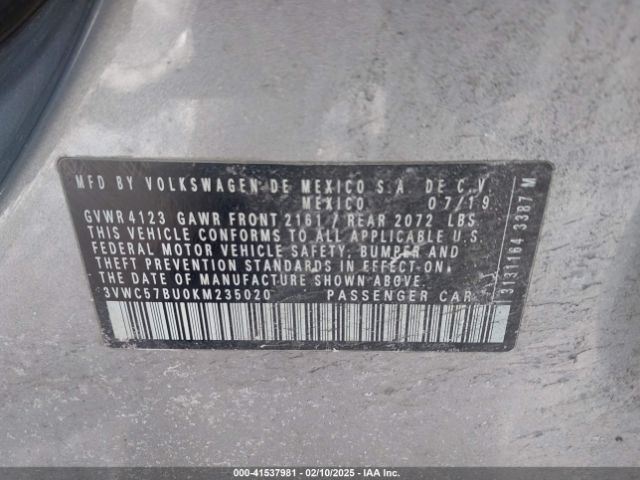 MFD BY VOLKSWAGEN DE MEXICO S.A. DE C.V.
MEXICO 07/19
GVWR 4123 GAWR FRONT 2161 / REAR 2072 LBS
THIS VEHICLE CONFORMS TO ALL APPLICABLE U.S.
FEDERAL MOTOR VEHICLE SAFETY, BUMPER AND
THEFT PREVENTION STANDARDS IN EFFECT ON
THE DATE OF MANUFACTURE SHOWN ABOVE.
3VWC57BU0KM235020 PASSENGER CAR
3131164 3387 M
000-41537981 - 02/10/2025 - IAA Inc.